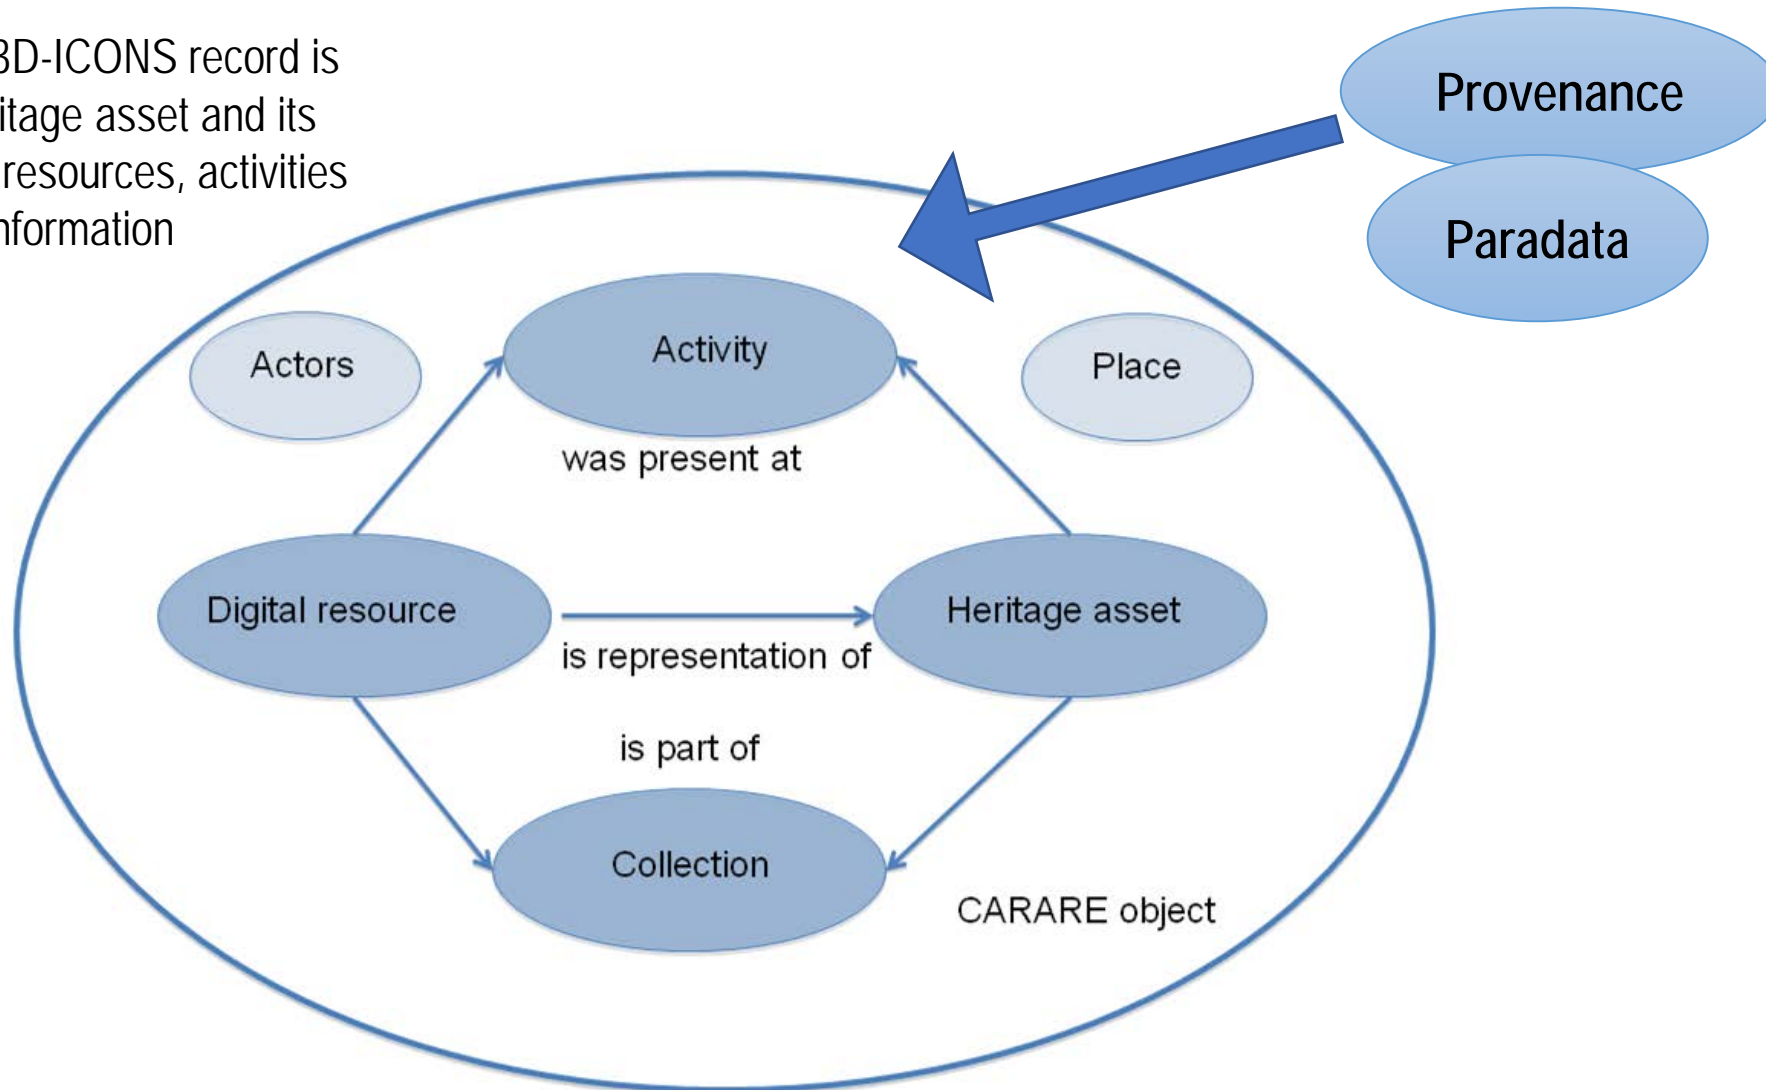 3D-ICONS record is
itage asset and its
resources, activities
nformation
Provenance
Paradata
Actors
Activity
Place
was present at
Digital resource
Heritage asset
is representation of
is part of
Collection
CARARE object